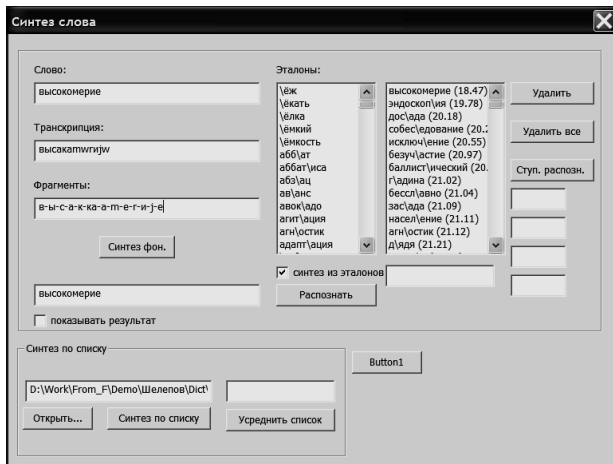 Синтез слова
Слово:
высокомерие
Транскрипция:
высакаmwrиjw
Фрагменты:
в-ы-с-а-к-ка-а-m-е-r-и-j-е
Синтез фон.
высокомерие
показывать результат
Эталоны:
\ёж
\ёкать
\ёлка
\ёмкий
\ёмкость
абб\ат
аббат\иса
абз\ац
ав\анс
авок\адо
агит\ация
агн\остик
адапт\ация
высокомерие (18.47)
эндоскоп\ия (19.78)
дос\ада (20.18)
собес\едование (20.2
исключ\ение (20.55)
безуч\астие (20.97)
баллист\ический (20.
г\адина (21.02)
бессл\авно (21.04)
зас\ада (21.09)
насел\ение (21.11)
агн\остик (21.12)
д\ядя (21.21)
синтез из эталонов
Распознать
Удалить
Удалить все
Ступ. распозн.
Синтез по списку
D:\Work\From_F\Demo\Шелепов\Dict\
Открыть...
Синтез по списку
Усреднить список
Button1